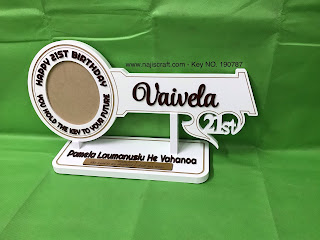 www.najiscraft.com - Key NO. 190787
HAPPY 21ST BIRTHDAY
YOU HOLD THE KEY TO YOUR FUTURE
Vaivela
21st
Pamela Loumanusiu He Vahanoa